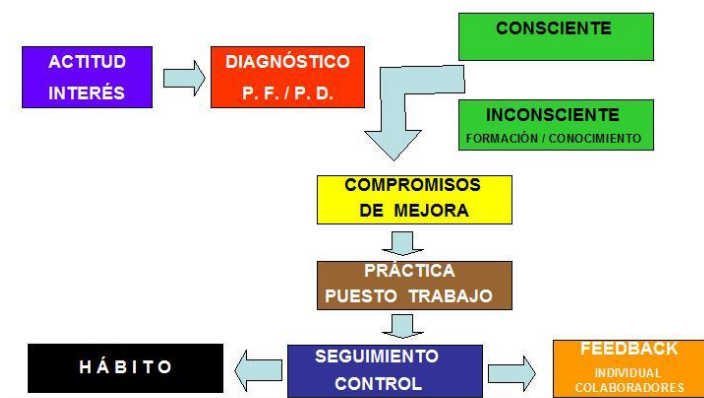 CONSCIENTE
ACTITUD
INTERÉS
DIAGNÓSTICO
P. F. / P. D.
INCONSCIENTE
FORMACIÓN / CONOCIMIENTO
COMPROMISOS
DE MEJORA
PRÁCTICA
PUESTO TRABAJO
HÁBITO
SEGUIMIENTO
CONTROL
FEEDBACK
INDIVIDUAL
COLABORADORES